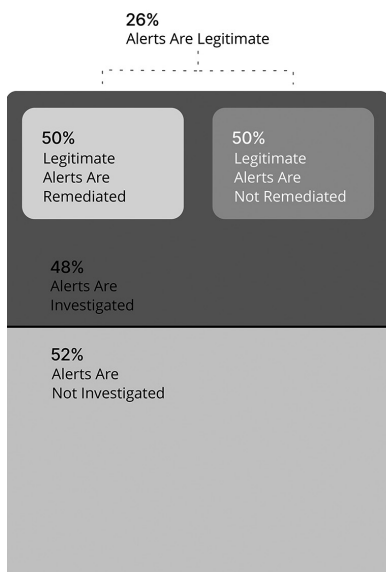 26%
Alerts Are Legitimate
50%
Legitimate
Alerts Are
Remediated
50%
Legitimate
Alerts Are
Not Remediated
48%
Alerts Are
Investigated
52%
Alerts Are
Not Investigated